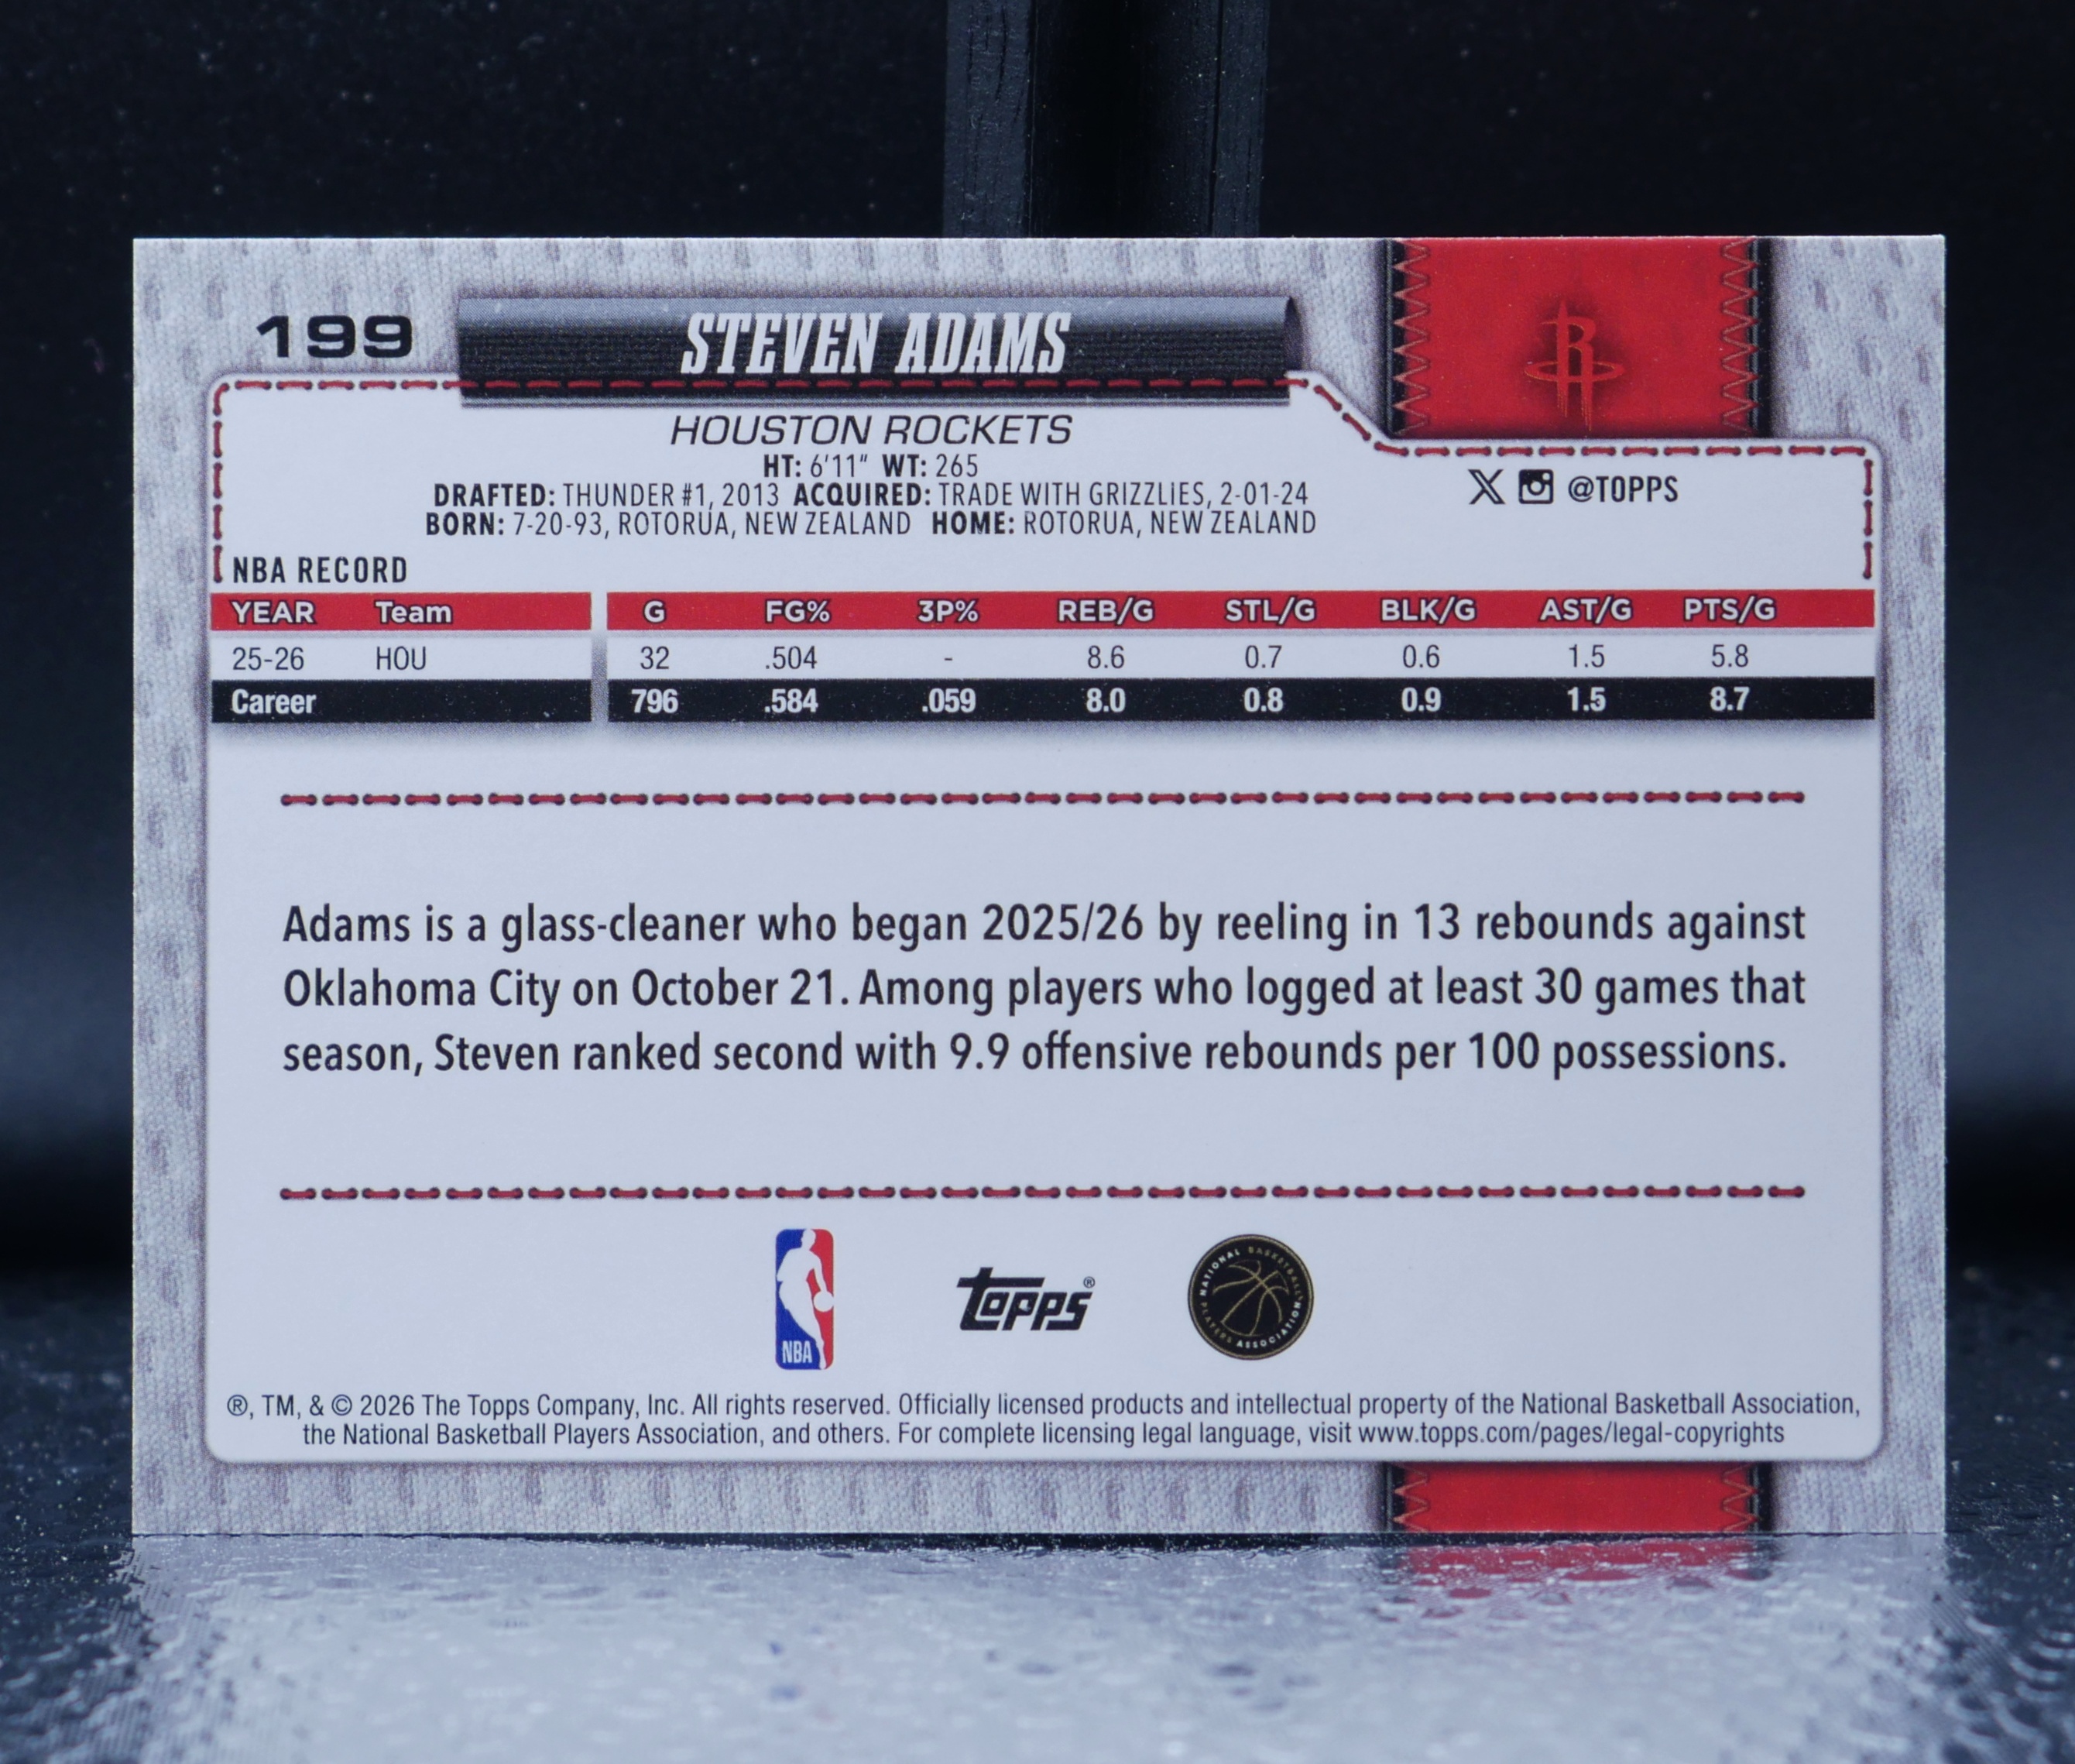 199
STEVEN ADAMS
HOUSTON ROCKETS
HT: 6'11" WT: 265
DRAFTED: THUNDER #1, 2013 ACQUIRED: TRADE WITH GRIZZLIES, 2-01-24
BORN: 7-20-93, ROTORUA, NEW ZEALAND HOME: ROTORUA, NEW ZEALAND
@TOPPS
NBA RECORD
YEAR Team G FG% 3P% REB/G STL/G BLK/G AST/G PTS/G
25-26 HOU 32 .504 - 8.6 0.7 0.6 1.5 5.8
Career 796 .584 .059 8.0 0.8 0.9 1.5 8.7
Adams is a glass-cleaner who began 2025/26 by reeling in 13 rebounds against
Oklahoma City on October 21. Among players who logged at least 30 games that
season, Steven ranked second with 9.9 offensive rebounds per 100 possessions.
NBA
topps®
NATIONAL BASKETBALL PLAYERS ASSOCIATION
®, TM, & © 2026 The Topps Company, Inc. All rights reserved. Officially licensed products and intellectual property of the National Basketball Association,
the National Basketball Players Association, and others. For complete licensing legal language, visit www.topps.com/pages/legal-copyrights